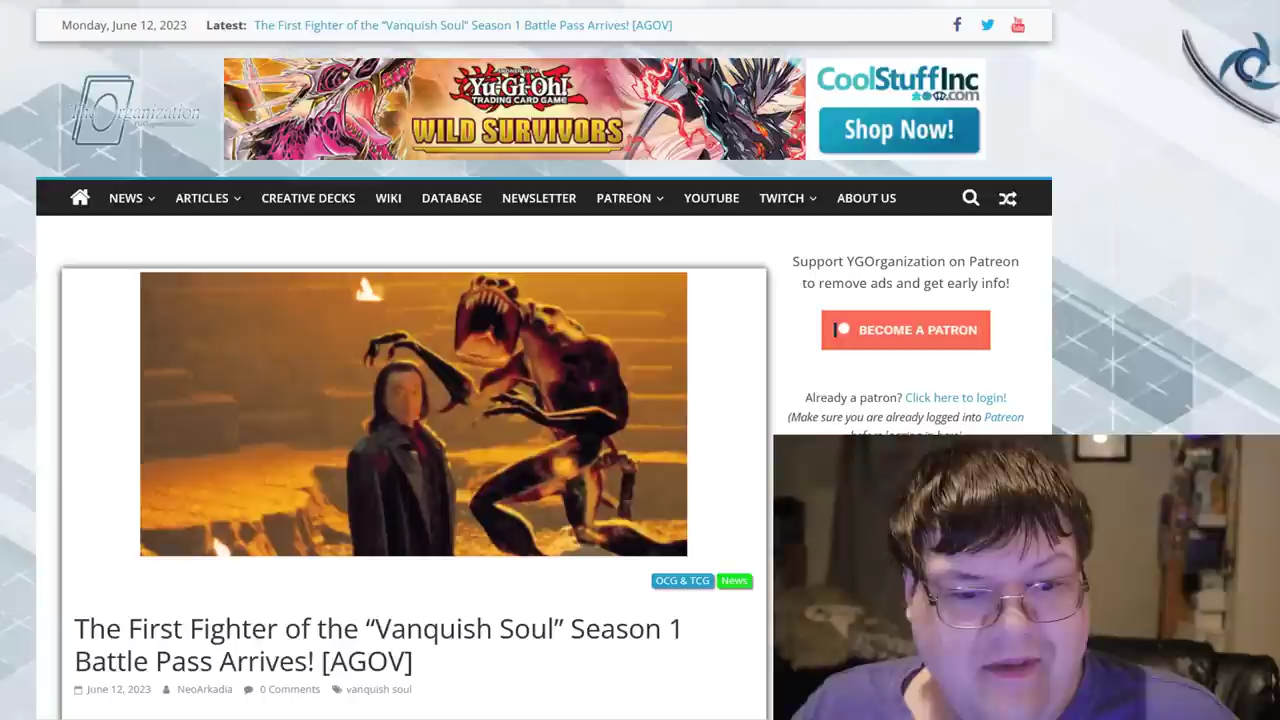 Monday, June 12, 2023
Latest: The First Fighter of the “Vanquish Soul” Season 1 Battle Pass Arrives! [AGOV]
The Organization
Yu-Gi-Oh!
TRADING CARD GAME
WILD SURVIVORS
CoolStuffInc
.com
Shop Now!
NEWS ARTICLES CREATIVE DECKS WIKI DATABASE NEWSLETTER PATREON YOUTUBE TWITCH ABOUT US
Support YGOrganization on Patreon
to remove ads and get early info!
BECOME A PATRON
Already a patron? Click here to login!
(Make sure you are already logged into Patreon
OCG & TCG News
The First Fighter of the “Vanquish Soul” Season 1
Battle Pass Arrives! [AGOV]
June 12, 2023 NeoArkadia 0 Comments vanquish soul